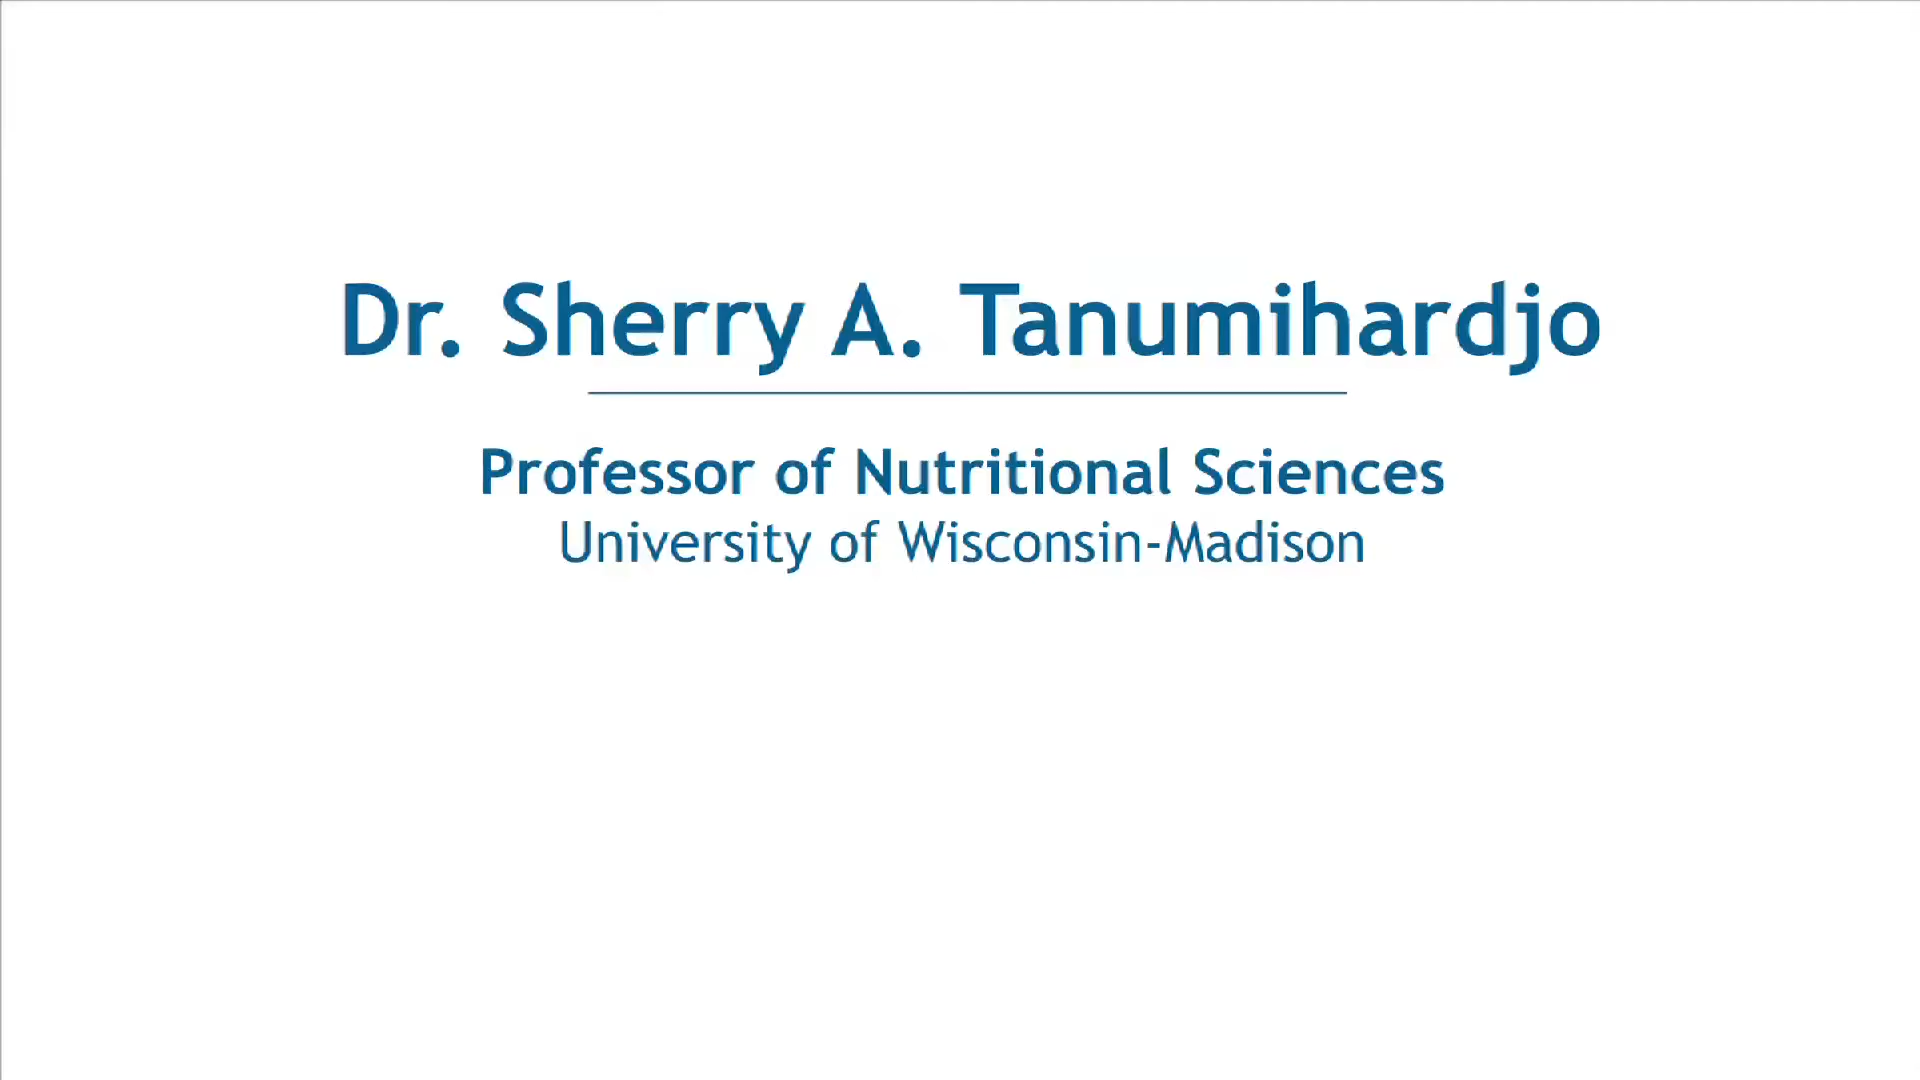 Dr. Sherry A. Tanumihardjo
Professor of Nutritional Sciences
University of Wisconsin-Madison